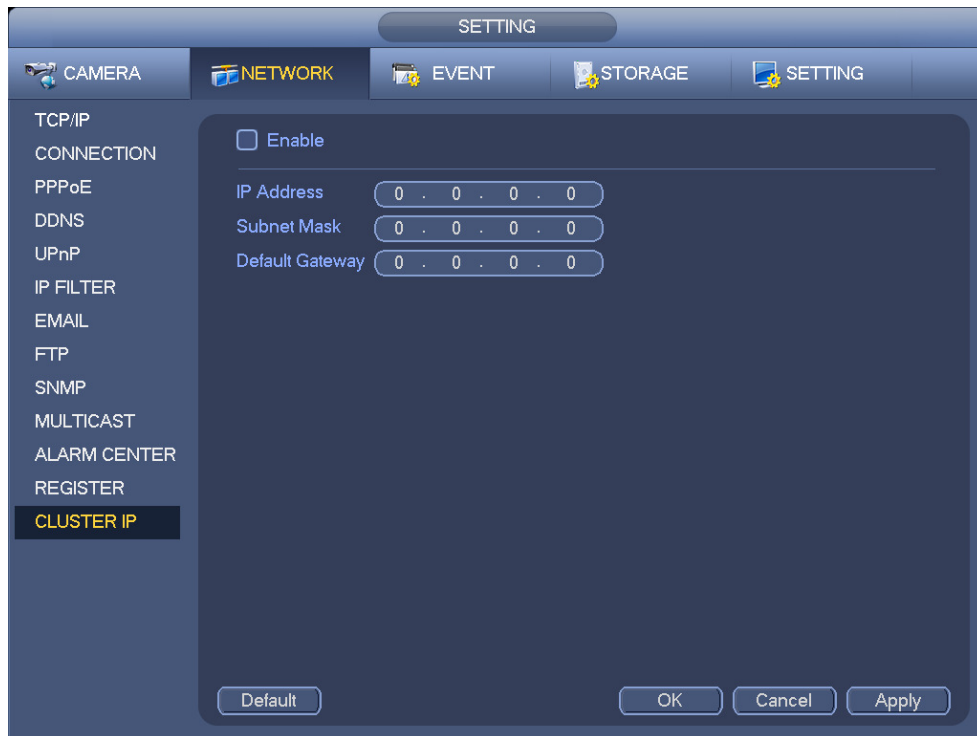 SETTING
CAMERA NETWORK EVENT STORAGE SETTING
TCP/IP
CONNECTION
PPPoE
DDNS
UPnP
IP FILTER
EMAIL
FTP
SNMP
MULTICAST
ALARM CENTER
REGISTER
CLUSTER IP
Enable
IP Address 0 . 0 . 0 . 0
Subnet Mask 0 . 0 . 0 . 0
Default Gateway 0 . 0 . 0 . 0
Default OK Cancel Apply